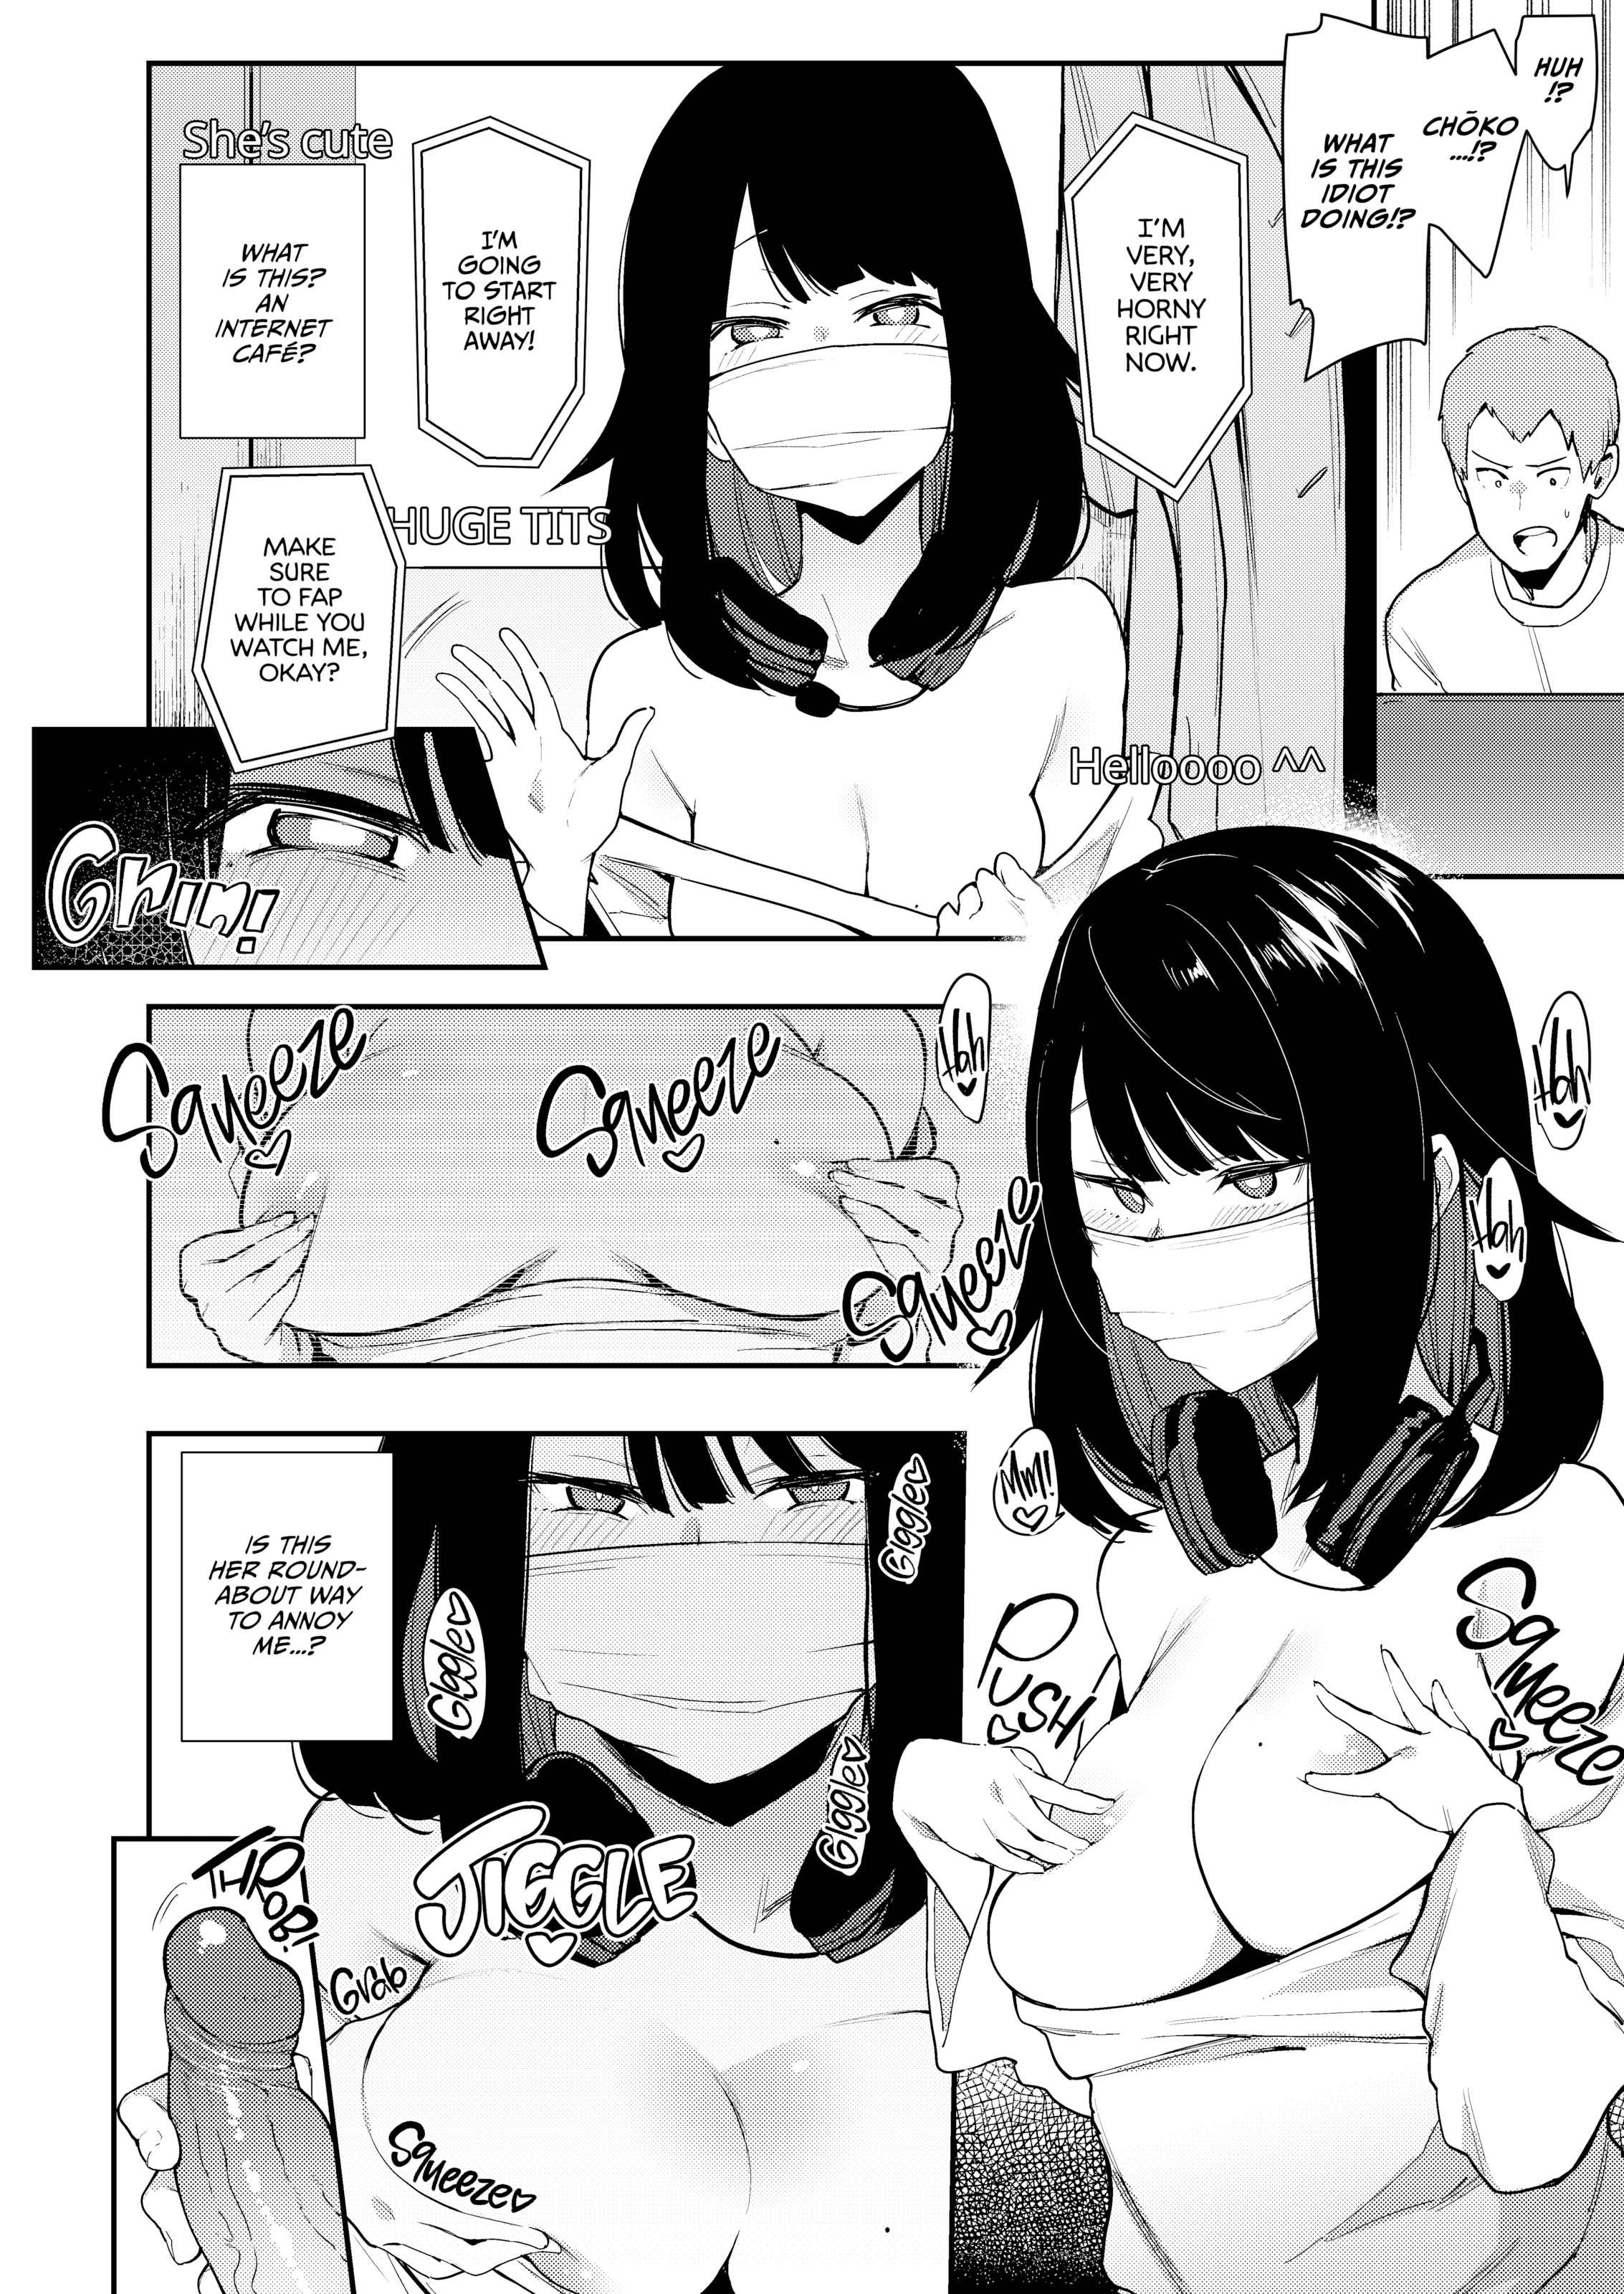 HUH
!?
CHŌKO
...!?
WHAT
IS THIS
IDIOT
DOING!?
I'M
VERY,
VERY
HORNY
RIGHT
NOW.
I'M
GOING
TO START
RIGHT
AWAY!
She's cute
WHAT
IS THIS?
AN
INTERNET
CAFÉ?
HUGE TITS
MAKE
SURE
TO FAP
WHILE YOU
WATCH ME,
OKAY?
Helloooo ^^
Grin!
Hah
Hah
Hah
Squeeze
Squeeze
Squeeze
Mm!
Push
Squeeze
IS THIS
HER ROUND-
ABOUT WAY
TO ANNOY
ME...?
Giggle
Giggle
Giggle
JIGGLE
THROB!
Grab
Squeeze